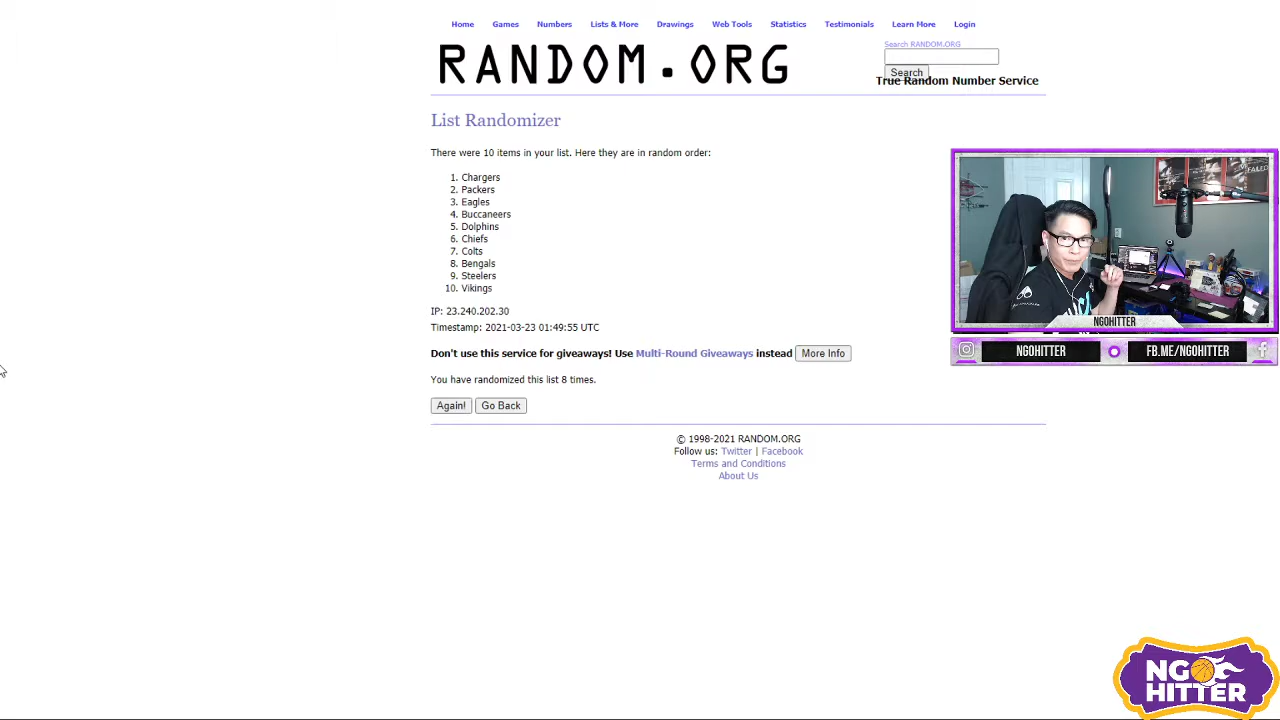 Home Games Numbers Lists & More Drawings Web Tools Statistics Testimonials Learn More Login
RANDOM.ORG
Search RANDOM.ORG
Search
True Random Number Service
List Randomizer
There were 10 items in your list. Here they are in random order:
1. Chargers
2. Packers
3. Eagles
4. Buccaneers
5. Dolphins
6. Chiefs
7. Colts
8. Bengals
9. Steelers
10. Vikings
IP: 23.240.202.30
Timestamp: 2021-03-23 01:49:55 UTC
Don't use this service for giveaways! Use Multi-Round Giveaways instead More Info
You have randomized this list 8 times.
Again! Go Back
© 1998-2021 RANDOM.ORG
Follow us: Twitter | Facebook
Terms and Conditions
About Us
NGOHITTER
NGOHITTER FB.ME/NGOHITTER
NGO
HITTER